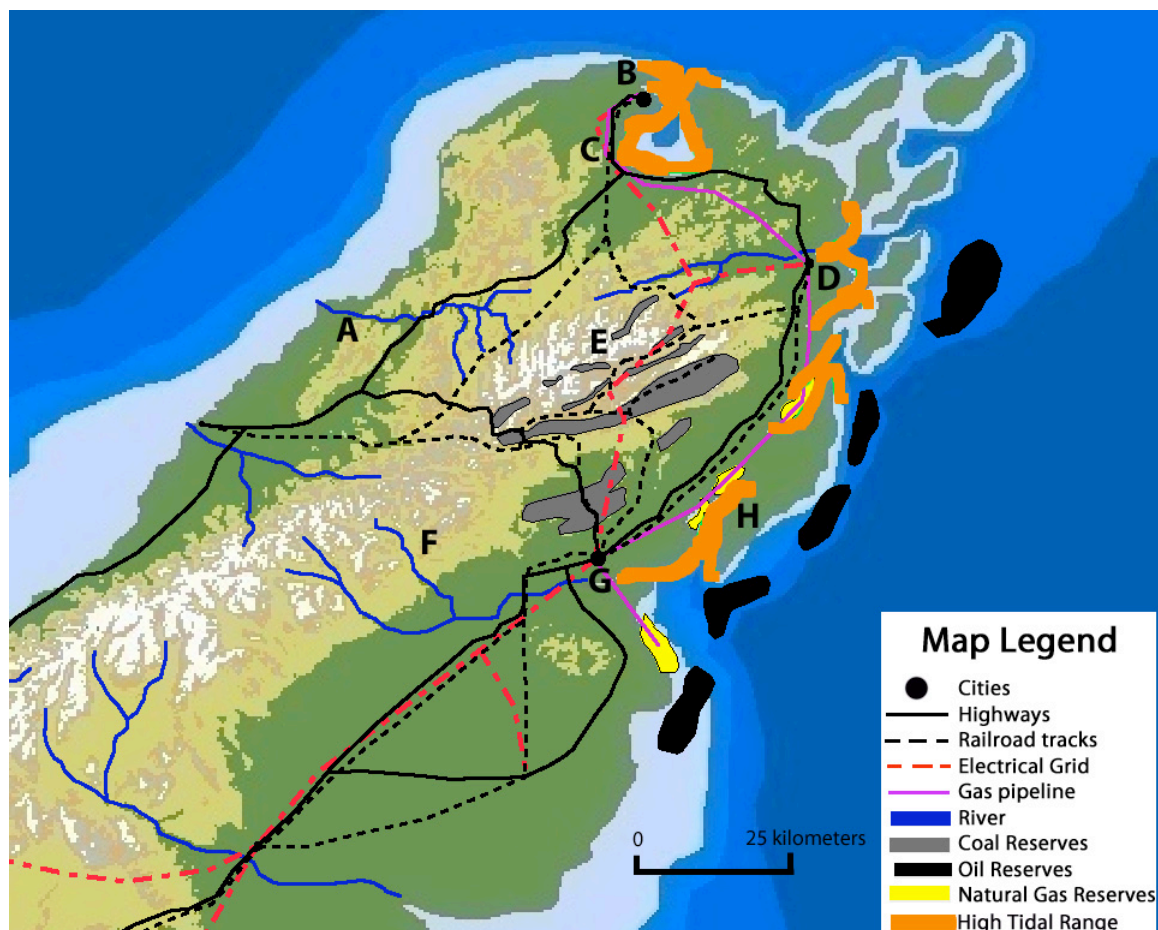 B
C
D
A
E
F
H
G
Map Legend
Cities
Highways
Railroad tracks
Electrical Grid
Gas pipeline
River
Coal Reserves
Oil Reserves
Natural Gas Reserves
High Tidal Range
0 25 kilometers